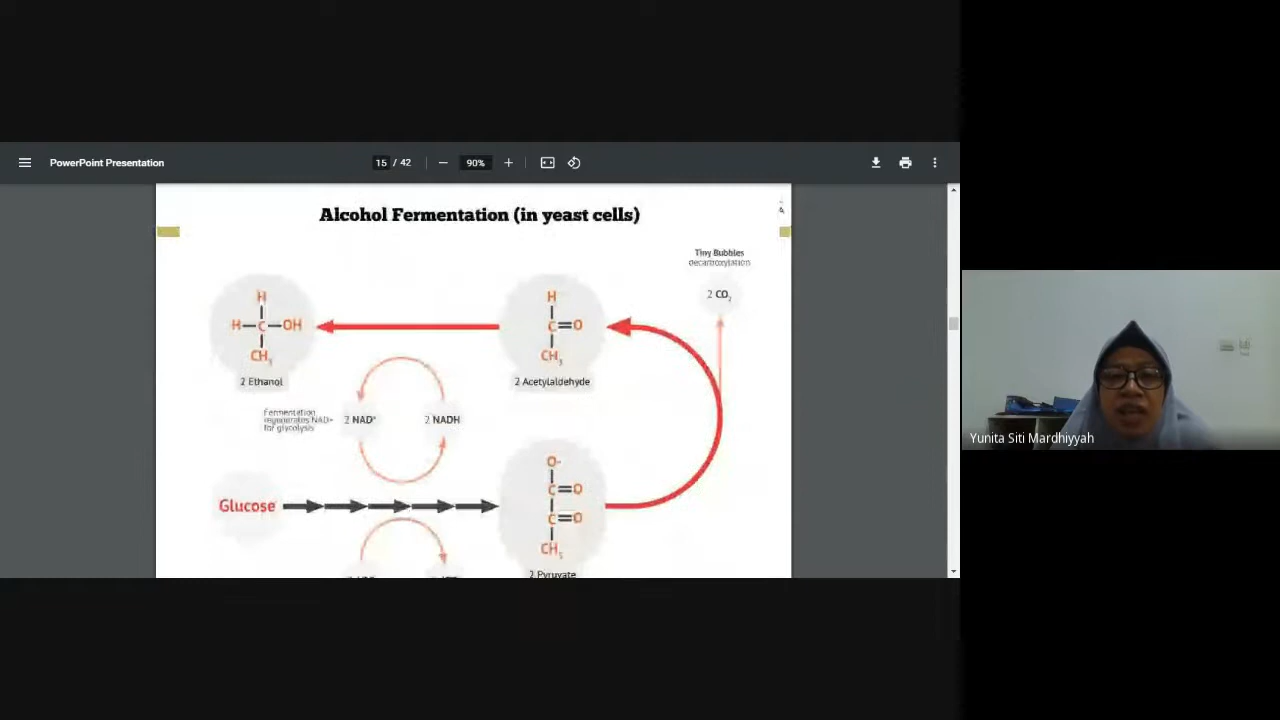 PowerPoint Presentation
15 / 42
90%
Alcohol Fermentation (in yeast cells)
Tiny Bubbles
decarboxylation
2 CO₂
H
H—C—OH
CH₃
2 Ethanol
H
C=O
CH₃
2 Acetylaldehyde
Fermentation
regenerates NAD+
for glycolysis
2 NAD⁺
2 NADH
O-
C=O
C=O
CH₃
Glucose
2 Pyruvate
Yunita Siti Mardhiyyah